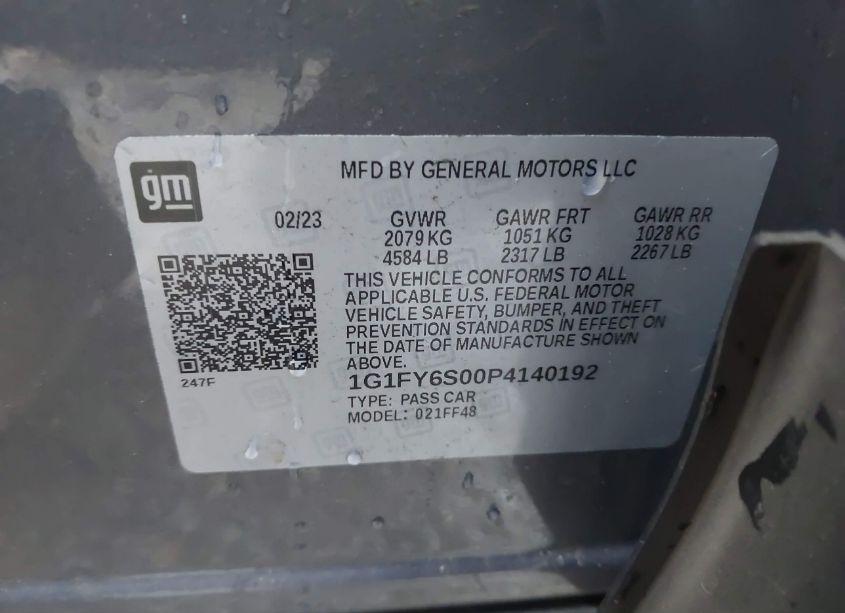 gm
MFD BY GENERAL MOTORS LLC
02/23 GVWR GAWR FRT GAWR RR
2079 KG 1051 KG 1028 KG
4584 LB 2317 LB 2267 LB
THIS VEHICLE CONFORMS TO ALL
APPLICABLE U.S. FEDERAL MOTOR
VEHICLE SAFETY, BUMPER, AND THEFT
PREVENTION STANDARDS IN EFFECT ON
THE DATE OF MANUFACTURE SHOWN
ABOVE.
247F
1G1FY6S00P4140192
TYPE: PASS CAR
MODEL: 021FF48